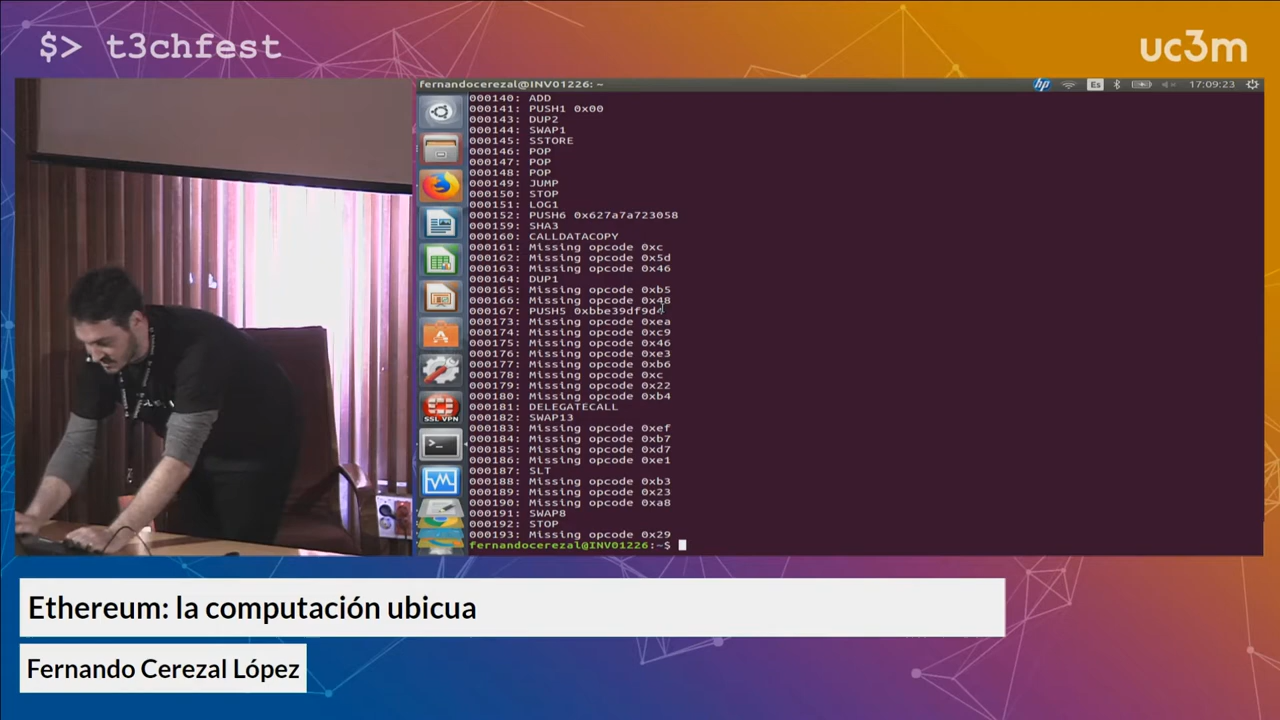 $> t3chfest
uc3m
fernandocerezal@INV01226: ~
Es
17:09:23
000140: ADD
000141: PUSH1 0x00
000143: DUP2
000144: SWAP1
000145: SSTORE
000146: POP
000147: POP
000148: POP
000149: JUMP
000150: STOP
000151: LOG1
000152: PUSH6 0x627a7a723058
000159: SHA3
000160: CALLDATACOPY
000161: Missing opcode 0xc
000162: Missing opcode 0x5d
000163: Missing opcode 0x46
000164: DUP1
000165: Missing opcode 0xb5
000166: Missing opcode 0x48
000167: PUSH5 0xbbe39df9d4
000173: Missing opcode 0xea
000174: Missing opcode 0xc9
000175: Missing opcode 0x46
000176: Missing opcode 0xe3
000177: Missing opcode 0xb6
000178: Missing opcode 0xc
000179: Missing opcode 0x22
000180: Missing opcode 0xb4
000181: DELEGATECALL
000182: SWAP13
000183: Missing opcode 0xef
000184: Missing opcode 0xb7
000185: Missing opcode 0xd7
000186: Missing opcode 0xe1
000187: SLT
000188: Missing opcode 0xb3
000189: Missing opcode 0x23
000190: Missing opcode 0xa8
000191: SWAP8
000192: STOP
000193: Missing opcode 0x29
fernandocerezal@INV01226:~$
hp
SSL VPN
Ethereum: la computación ubicua
Fernando Cerezal López